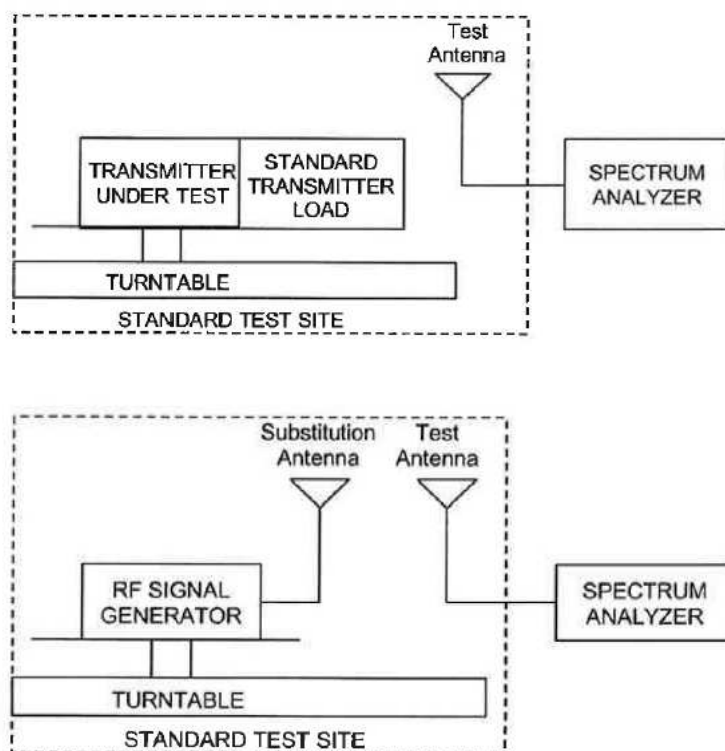 Test
Antenna
TRANSMITTER
UNDER TEST
STANDARD
TRANSMITTER
LOAD
SPECTRUM
ANALYZER
TURNTABLE
STANDARD TEST SITE
Substitution
Antenna
Test
Antenna
RF SIGNAL
GENERATOR
SPECTRUM
ANALYZER
TURNTABLE
STANDARD TEST SITE